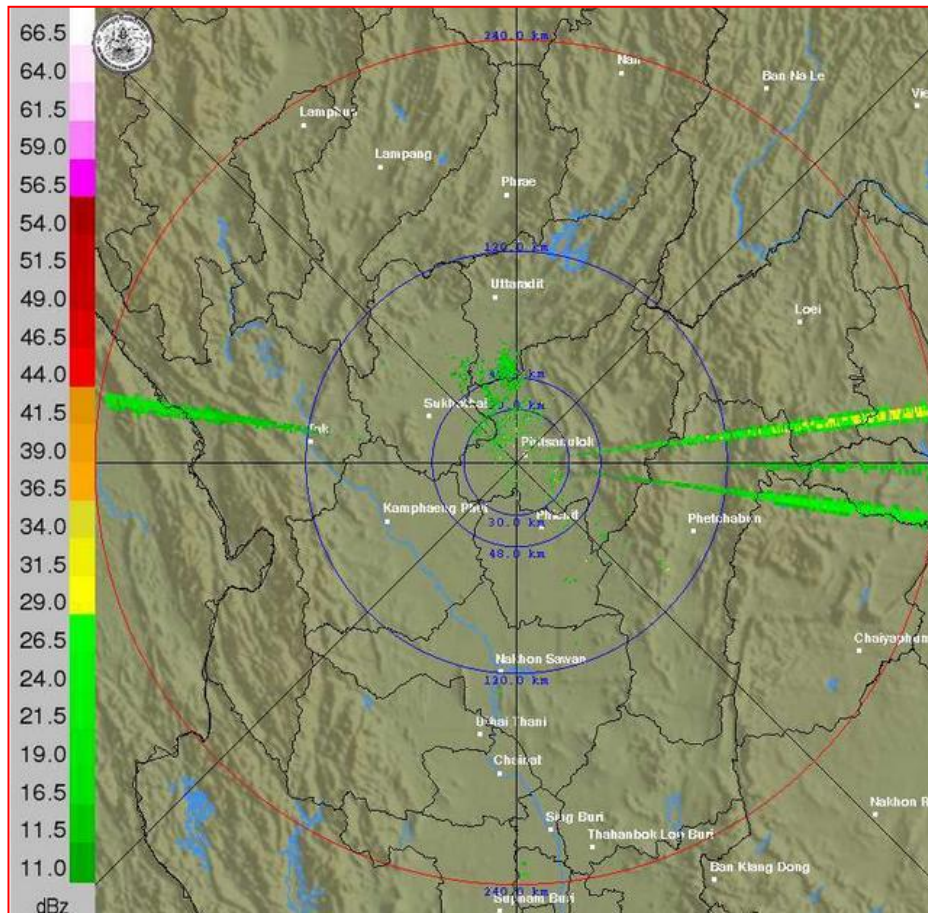 66.5
64.0
61.5
59.0
56.5
54.0
51.5
49.0
46.5
44.0
41.5
39.0
36.5
34.0
31.5
29.0
26.5
24.0
21.5
19.0
16.5
11.5
11.0
dBz
240.0 km
Nan
Ban Na Le
Vie
Lamphun
Lampang
Phrae
120.0 km
Uttaradit
Loei
Sukhothai
Tak
Phitsanulok
Kamphaeng Phet
Phichit
30.0 km
Phetchabun
48.0 km
Chaiyaphum
Nakhon Sawan
120.0 km
Uthai Thani
Chainat
Nakhon R
Sing Buri
Thahanbok Lop Buri
Ban Klang Dong
240.0 km
Suphan Buri